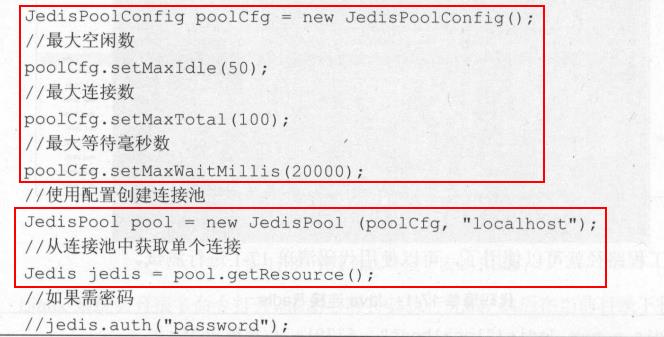 JedisPoolConfig poolCfg = new JedisPoolConfig();
//最大空闲数
poolCfg.setMaxIdle(50);
//最大连接数
poolCfg.setMaxTotal(100);
//最大等待毫秒数
poolCfg.setMaxWaitMillis(20000);
//使用配置创建连接池
JedisPool pool = new JedisPool (poolCfg, "localhost");
//从连接池中获取单个连接
Jedis jedis = pool.getResource();
//如果需密码
//jedis.auth("password");